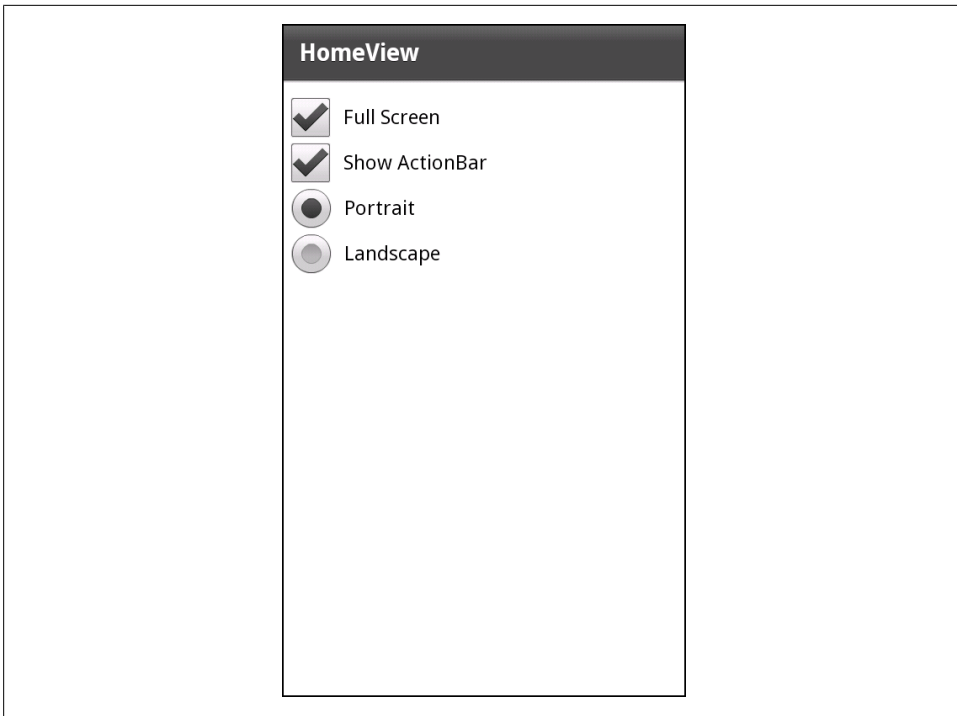 HomeView
Full Screen
Show ActionBar
Portrait
Landscape